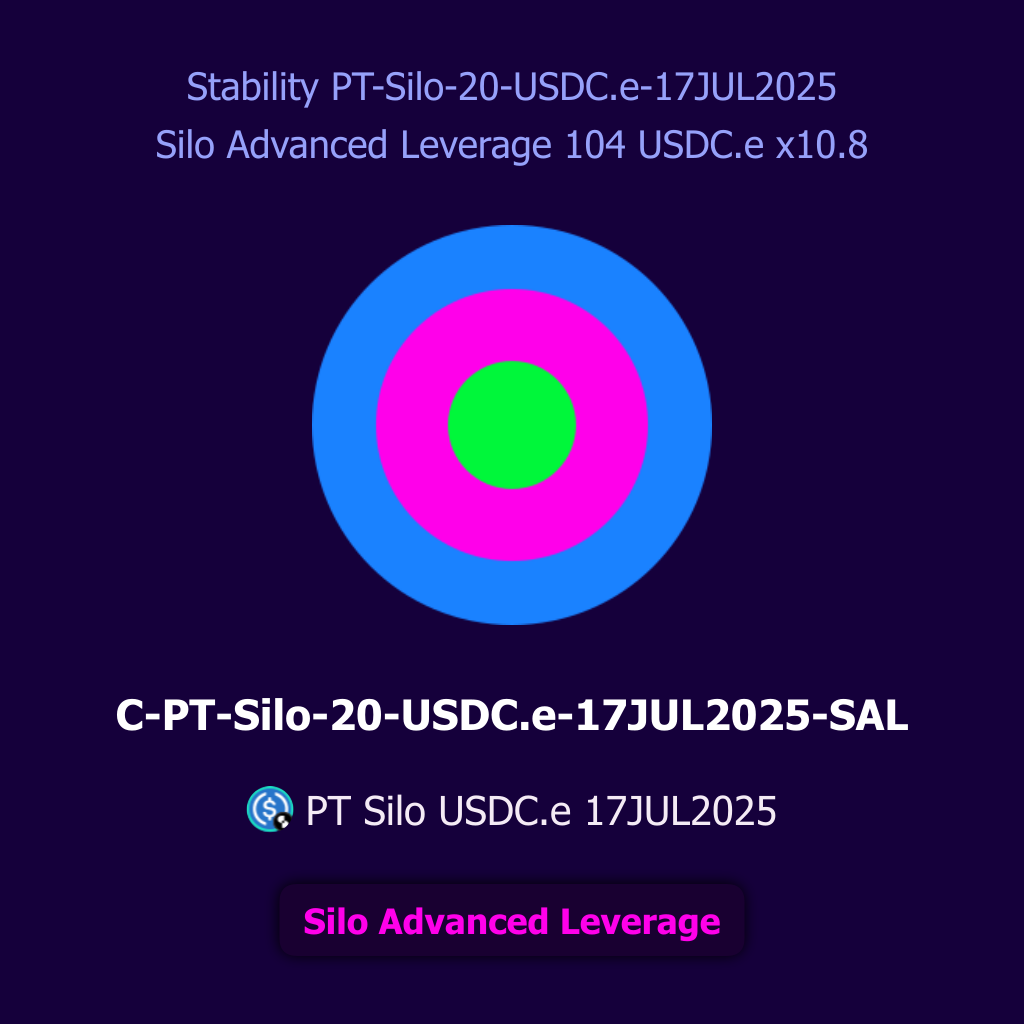 Stability PT-Silo-20-USDC.e-17JUL2025
Silo Advanced Leverage 104 USDC.e x10.8
C-PT-Silo-20-USDC.e-17JUL2025-SAL
PT Silo USDC.e 17JUL2025
Silo Advanced Leverage